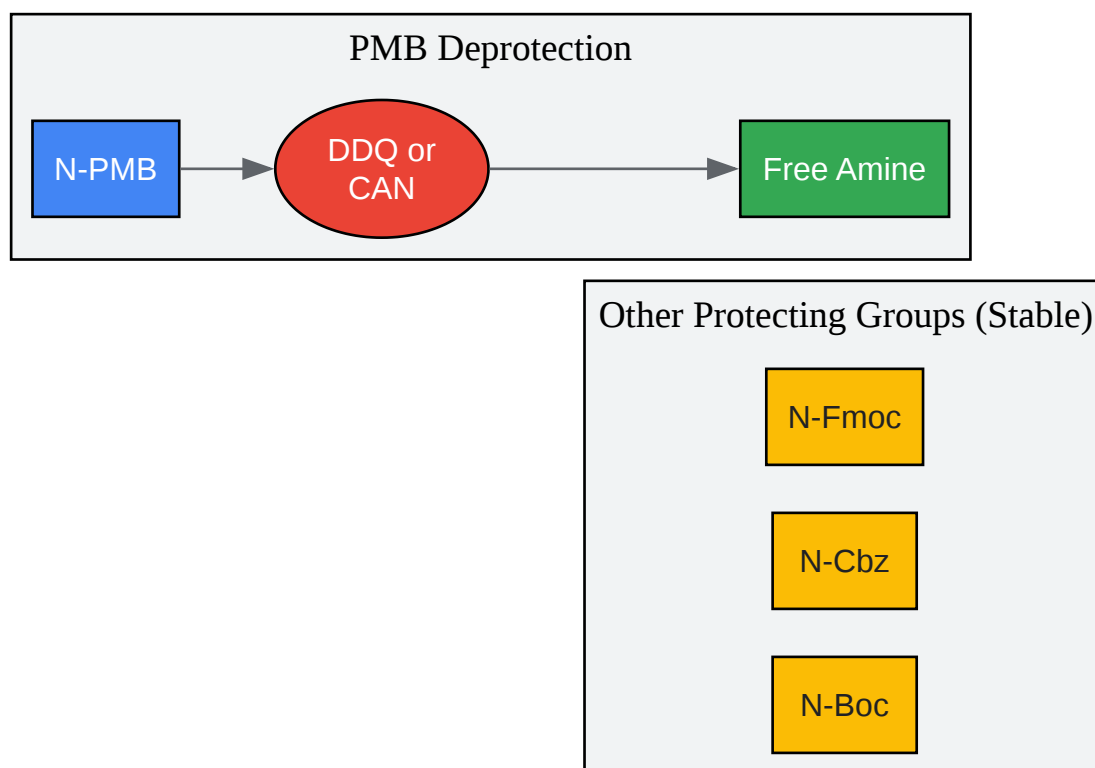 PMB Deprotection
N-PMB
DDQ or
CAN
Free Amine
Other Protecting Groups (Stable)
N-Fmoc
N-Cbz
N-Boc